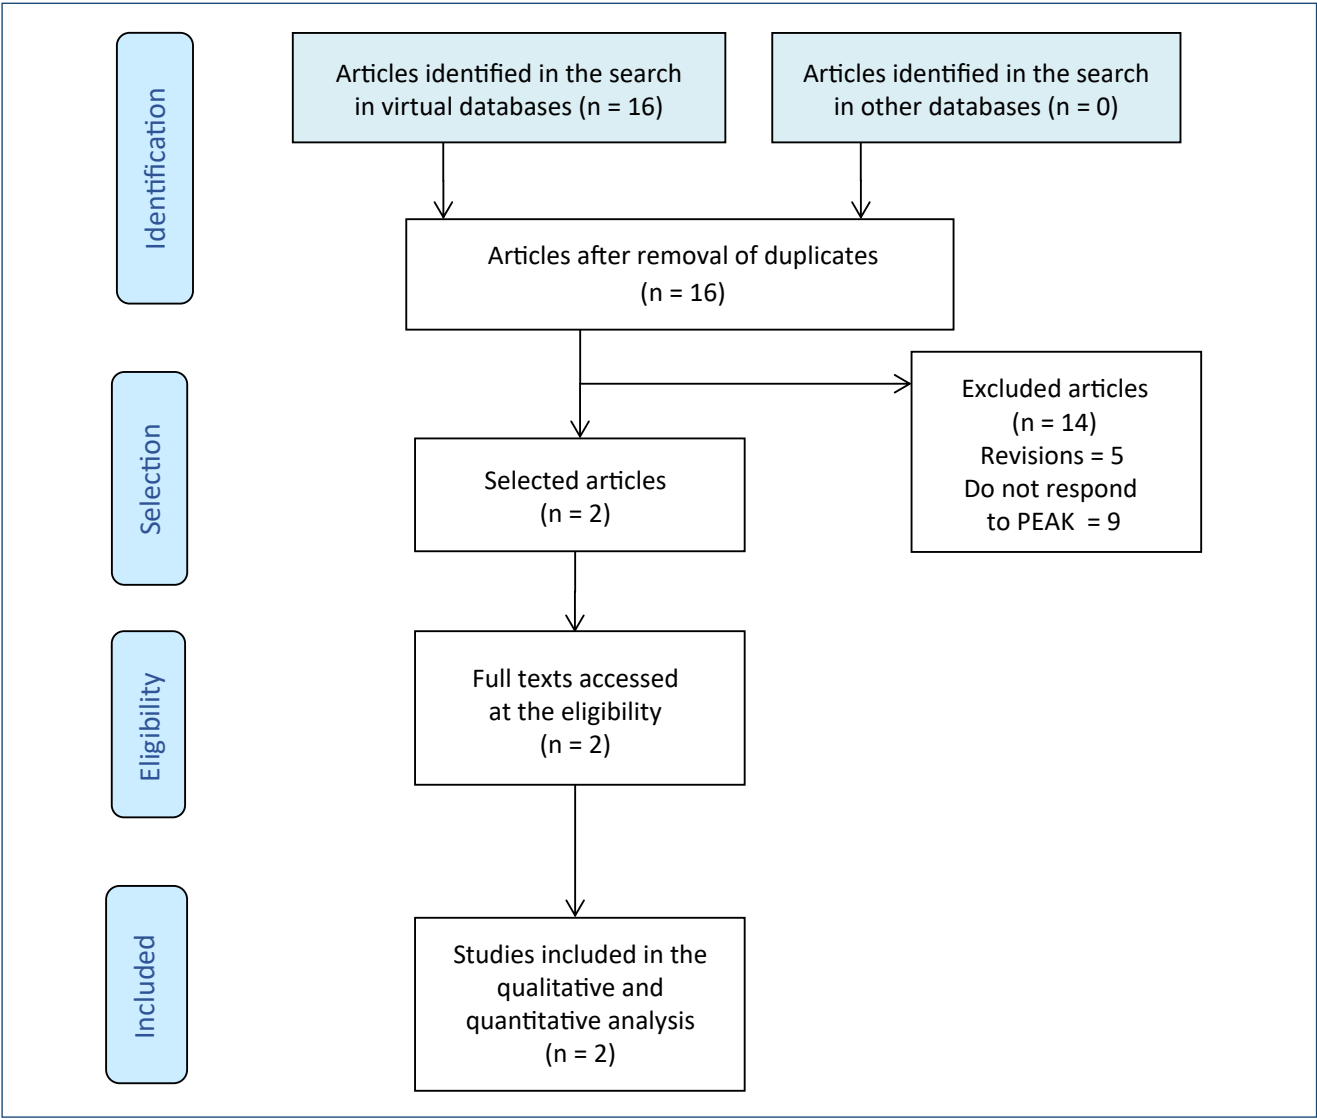 Identification
Articles identified in the search
in virtual databases (n = 16)
Articles identified in the search
in other databases (n = 0)
Articles after removal of duplicates
(n = 16)
Selection
Excluded articles
(n = 14)
Revisions = 5
Do not respond
to PEAK = 9
Selected articles
(n = 2)
Eligibility
Full texts accessed
at the eligibility
(n = 2)
Included
Studies included in the
qualitative and
quantitative analysis
(n = 2)